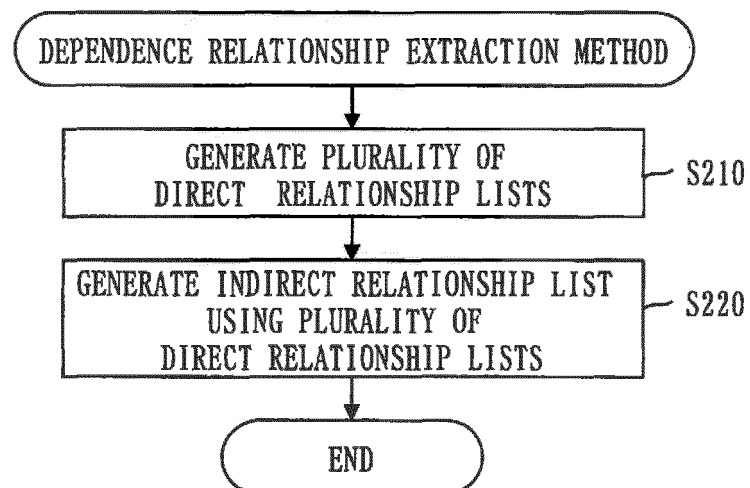 DEPENDENCE RELATIONSHIP EXTRACTION METHOD
GENERATE PLURALITY OF
DIRECT RELATIONSHIP LISTS
S210
GENERATE INDIRECT RELATIONSHIP LIST
USING PLURALITY OF
DIRECT RELATIONSHIP LISTS
S220
END